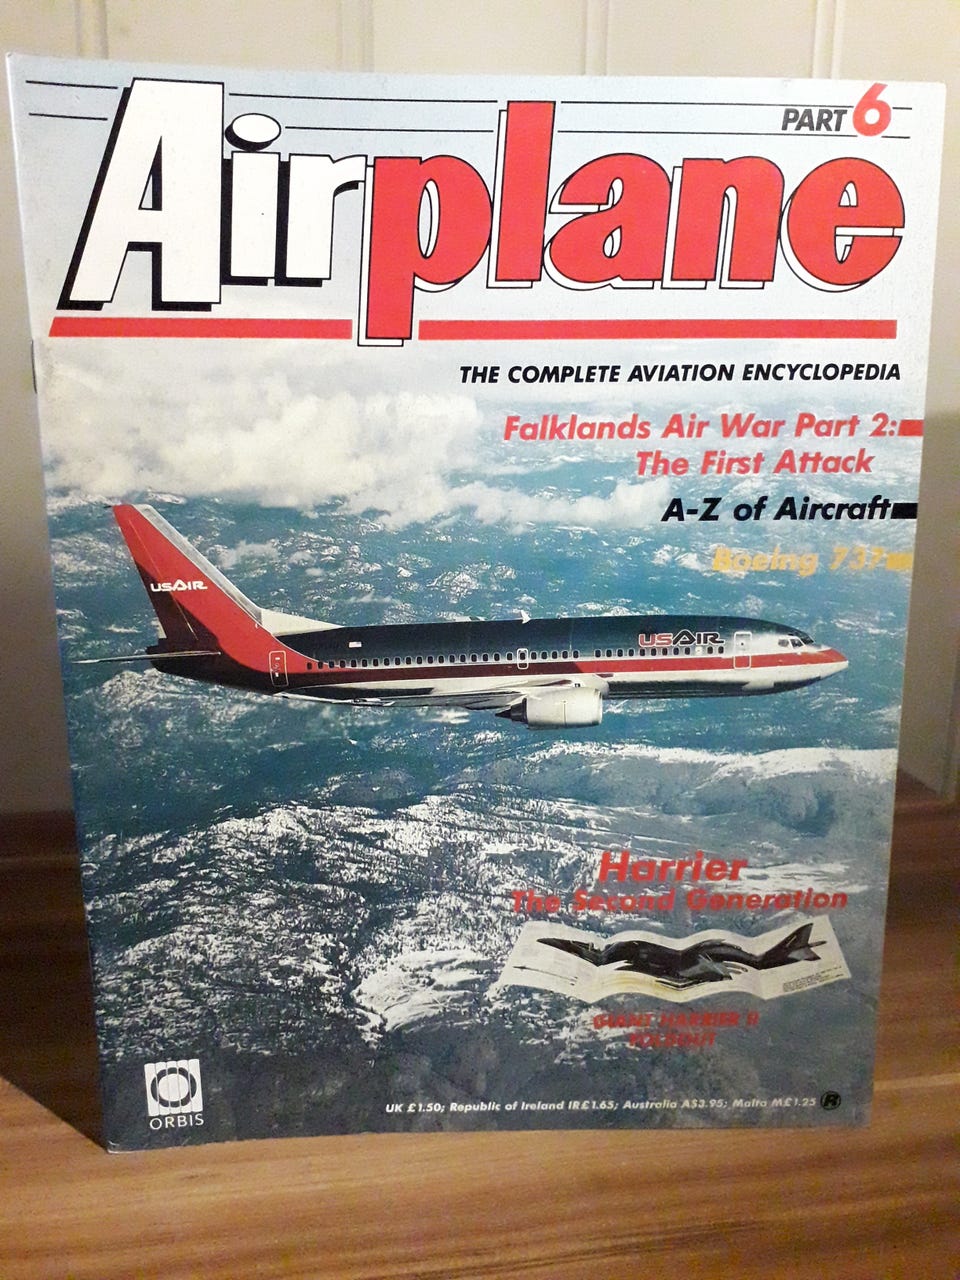 PART 6
Airplane
THE COMPLETE AVIATION ENCYCLOPEDIA
Falklands Air War Part 2:
The First Attack
A-Z of Aircraft
Boeing 737
USAIR
USAIR
Harrier
The Second Generation
GIANT HARRIER II
FOLDOUT
ORBIS
UK £1.50; Republic of Ireland IR£1.65; Australia A$3.95; Malta M£1.25 R